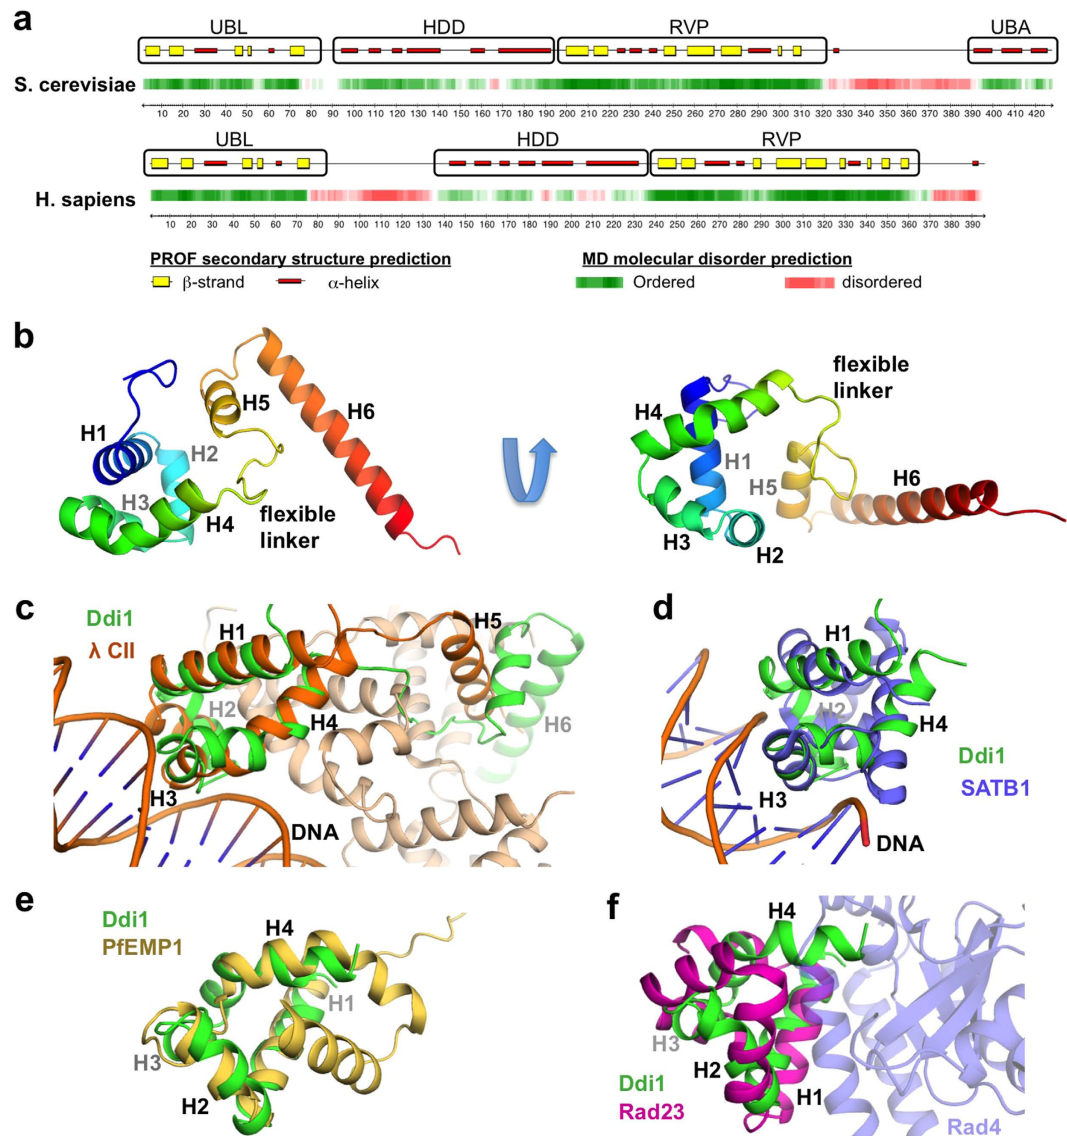 a
UBL HDD RVP UBA
S. cerevisiae
10 20 30 40 50 60 70 80 90 100 110 120 130 140 150 160 170 180 190 200 210 220 230 240 250 260 270 280 290 300 310 320 330 340 350 360 370 380 390 400 410 420
UBL HDD RVP
H. sapiens
10 20 30 40 50 60 70 80 90 100 110 120 130 140 150 160 170 180 190 200 210 220 230 240 250 260 270 280 290 300 310 320 330 340 350 360 370 380 390
PROF secondary structure prediction MD molecular disorder prediction
β-strand α-helix Ordered disordered
b
H1 H2 H3 H4 H5 H6
flexible
linker
flexible
linker
H4 H1 H5 H6
H3 H2
c
Ddi1
λ CII
H1 H5
H2 H4 H6
H3
DNA
d
H1
H2 H4
H3
Ddi1
SATB1
DNA
e
Ddi1
PfEMP1
H4
H1
H3
H2
f
H4
H3
H2
H1
Ddi1
Rad23
Rad4